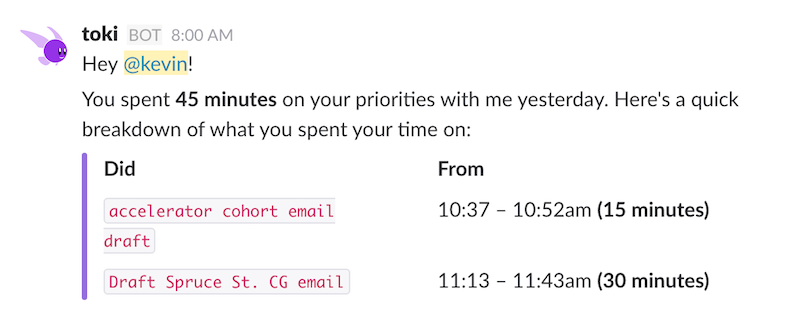 toki BOT 8:00 AM
Hey @kevin!
You spent 45 minutes on your priorities with me yesterday. Here's a quick
breakdown of what you spent your time on:
Did From
accelerator cohort email 10:37 – 10:52am (15 minutes)
draft
Draft Spruce St. CG email 11:13 – 11:43am (30 minutes)